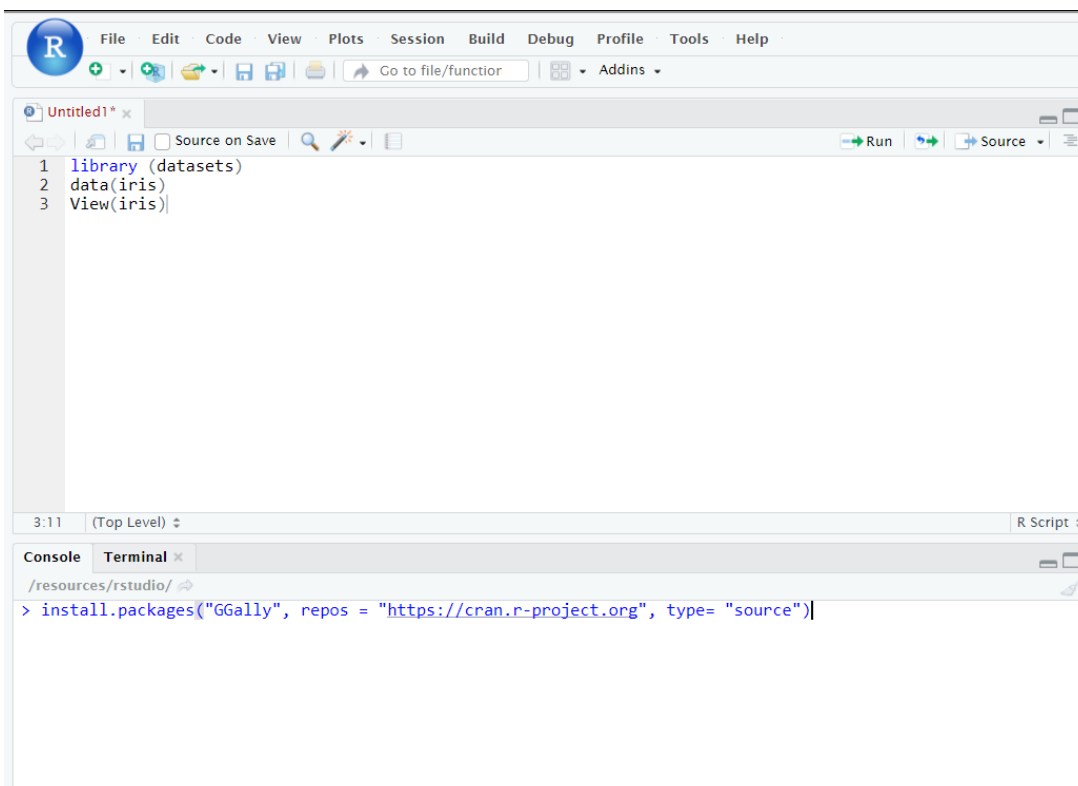 R File Edit Code View Plots Session Build Debug Profile Tools Help
Go to file/function Addins
Untitled1*
Source on Save Run Source
1 library (datasets)
2 data(iris)
3 View(iris)
3:11 (Top Level) R Script
Console Terminal
/resources/rstudio/
> install.packages("GGally", repos = "https://cran.r-project.org", type= "source")